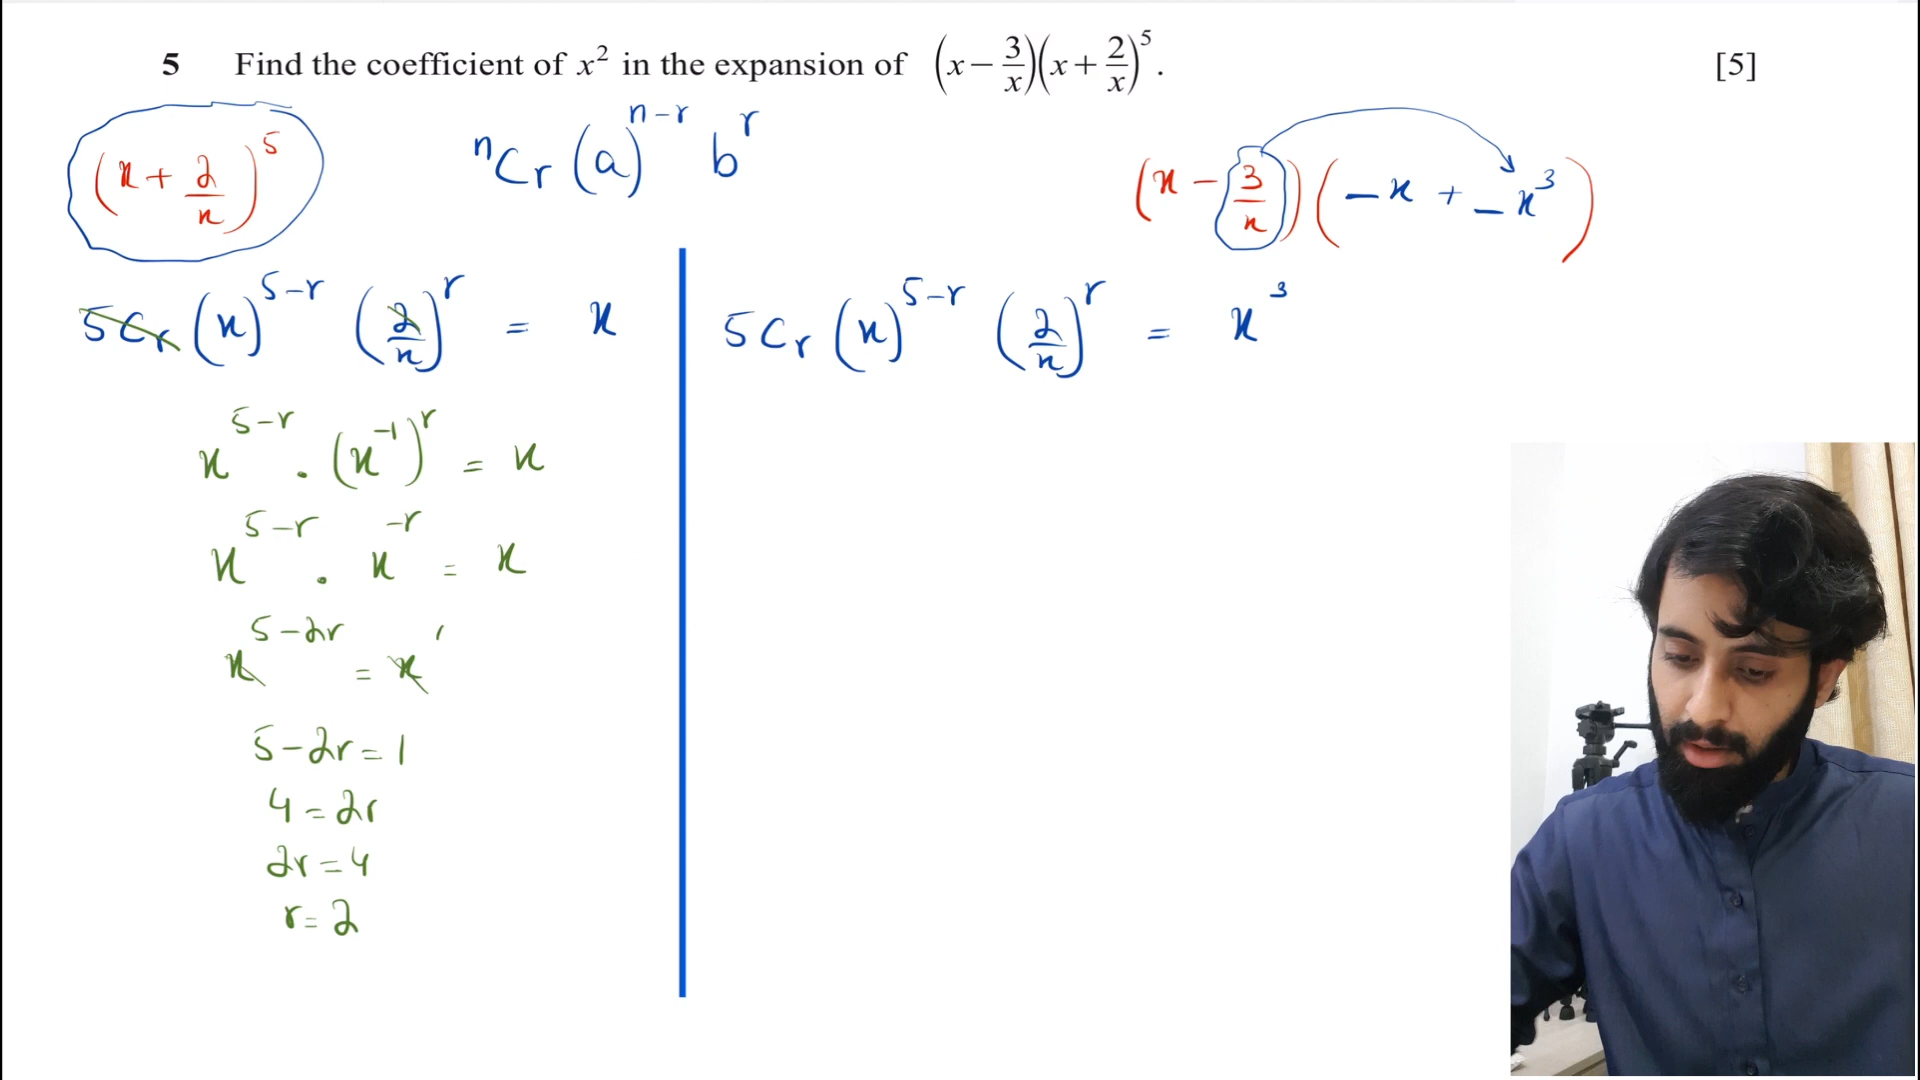 5 Find the coefficient of x² in the expansion of (x − 3/x)(x + 2/x)⁵. [5]
(x + 2/x)⁵
ⁿCr (a)ⁿ⁻ʳ bʳ
(x − 3/x)(_x + _x³)
5Cr (x)⁵⁻ʳ (2/x)ʳ = x
x⁵⁻ʳ . (x⁻¹)ʳ = x
x⁵⁻ʳ . x⁻ʳ = x
x⁵⁻²ʳ = x¹
5−2r = 1
4 = 2r
2r = 4
r = 2
5Cr (x)⁵⁻ʳ (2/x)ʳ = x³